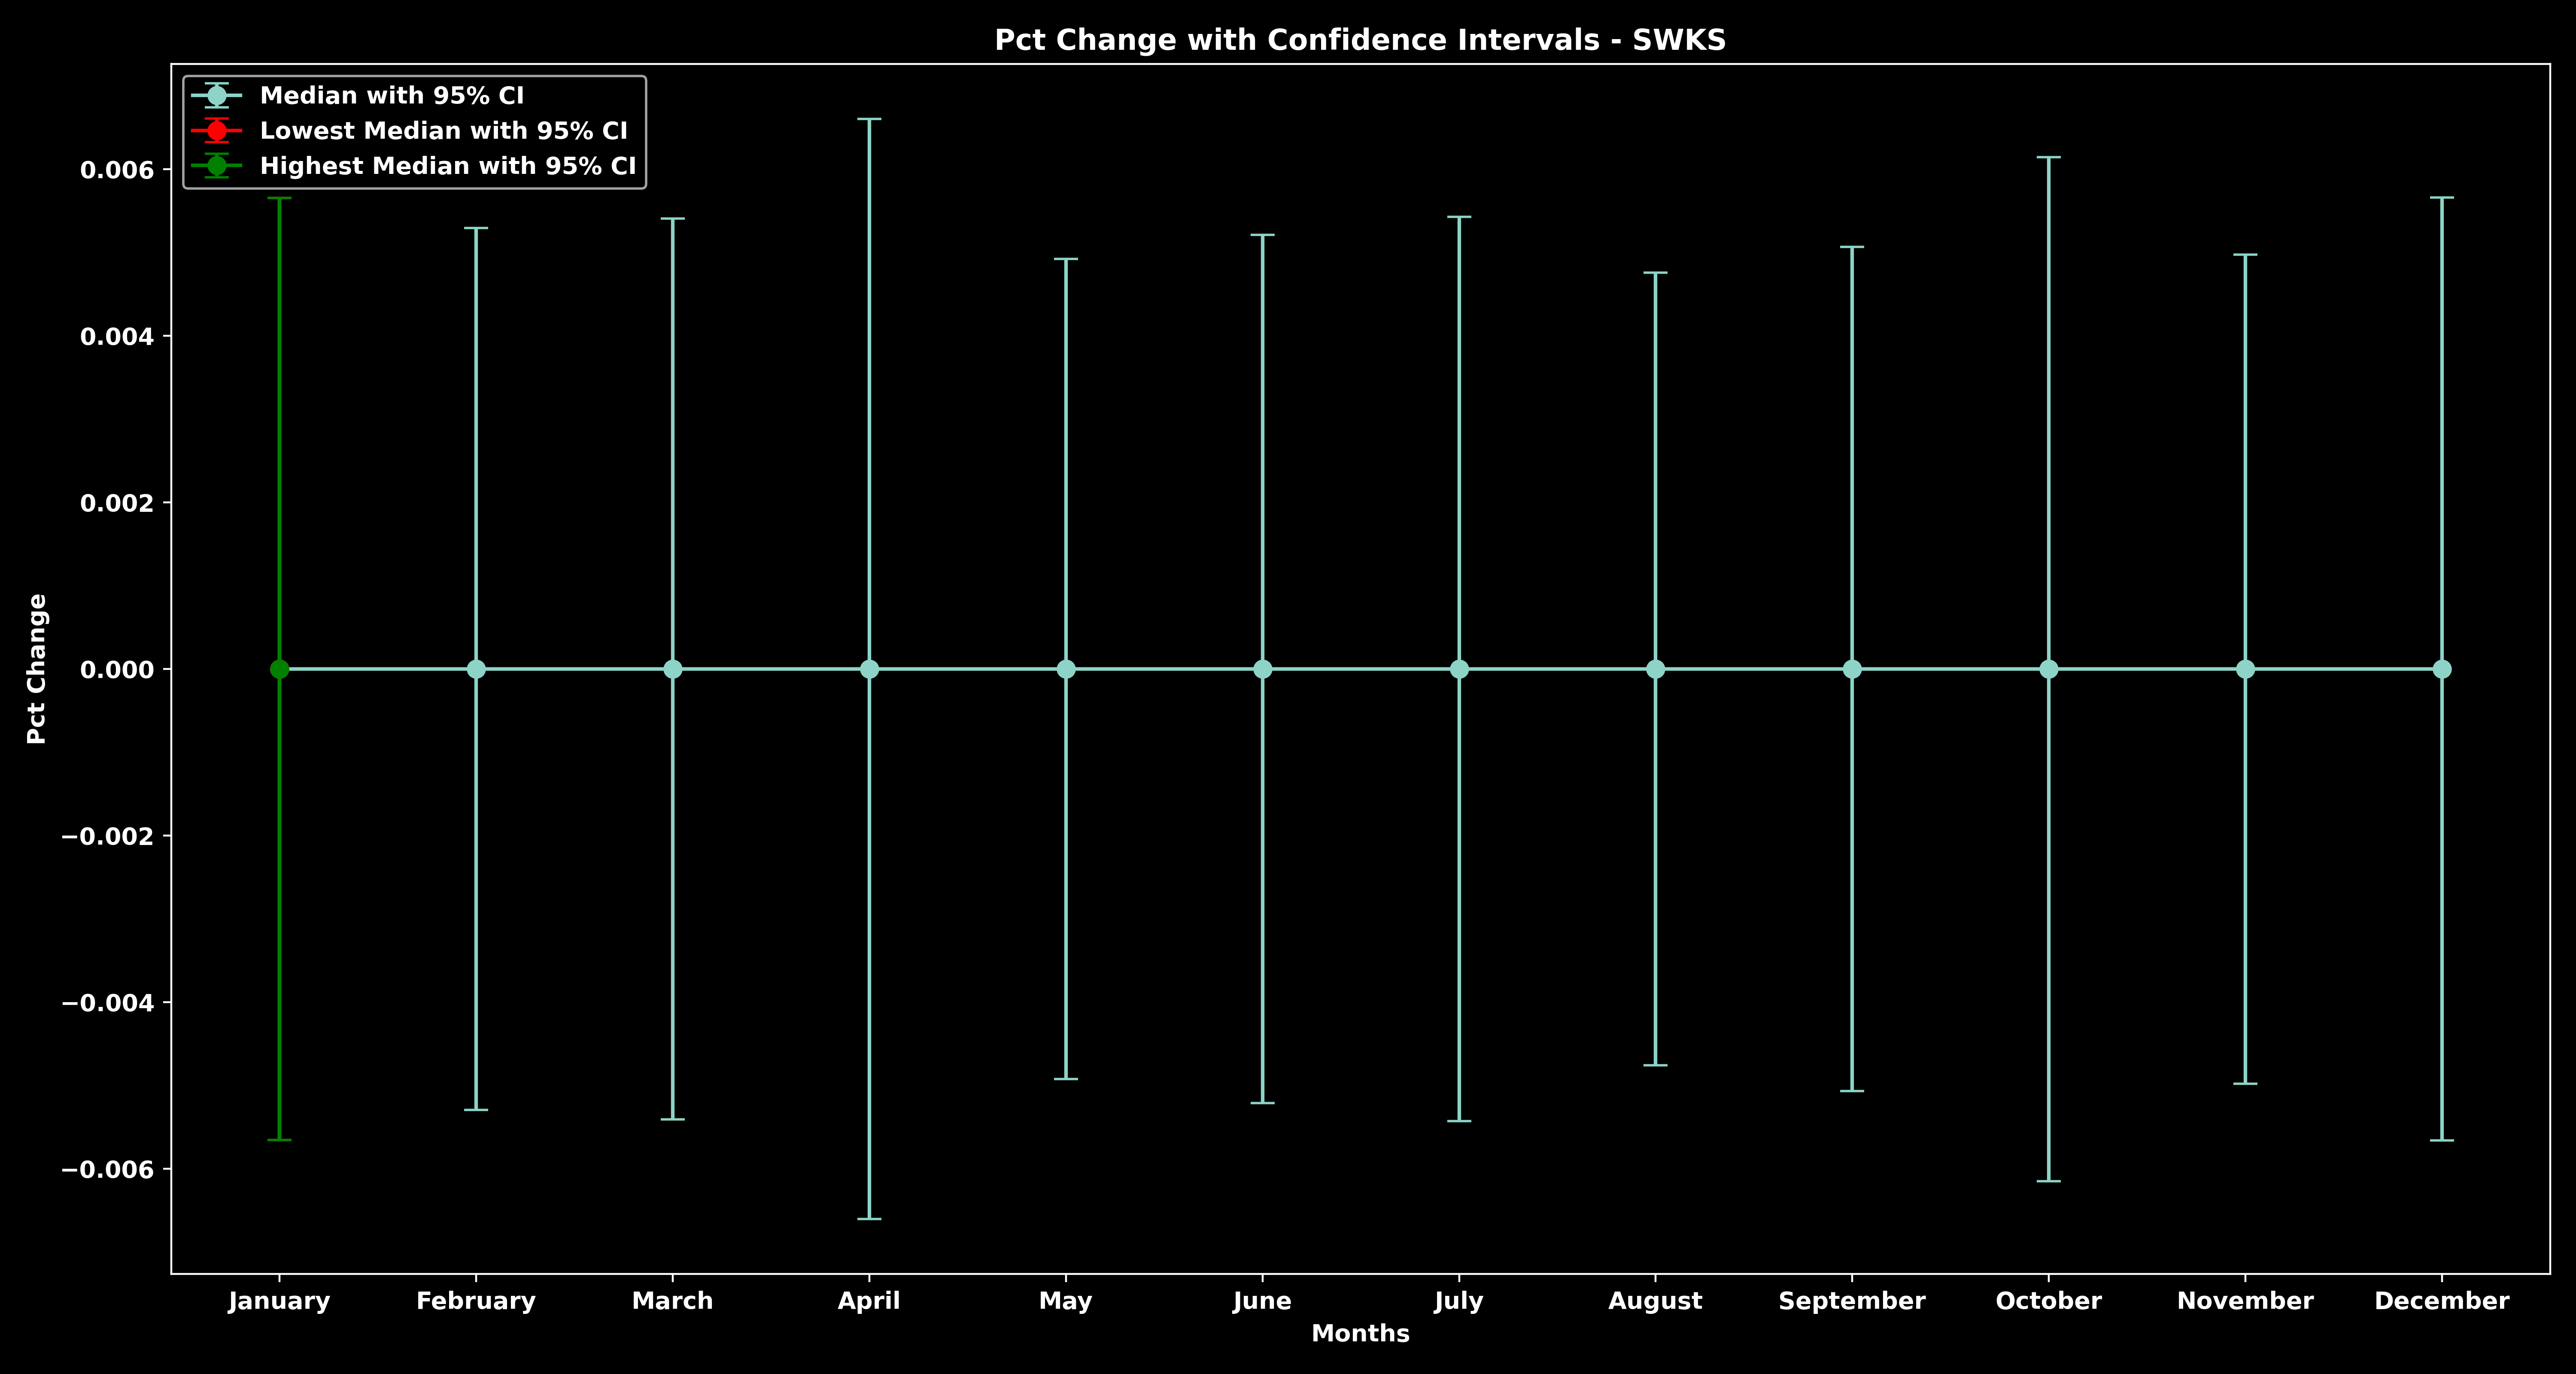 Pct Change with Confidence Intervals - SWKS
Median with 95% CI
Lowest Median with 95% CI
Highest Median with 95% CI
0.006
0.004
0.002
0.000
−0.002
−0.004
−0.006
Pct Change
January February March April May June July August September October November December
Months